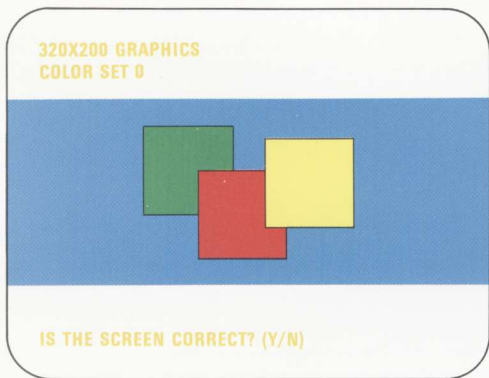 320X200 GRAPHICS
COLOR SET 0
IS THE SCREEN CORRECT? (Y/N)